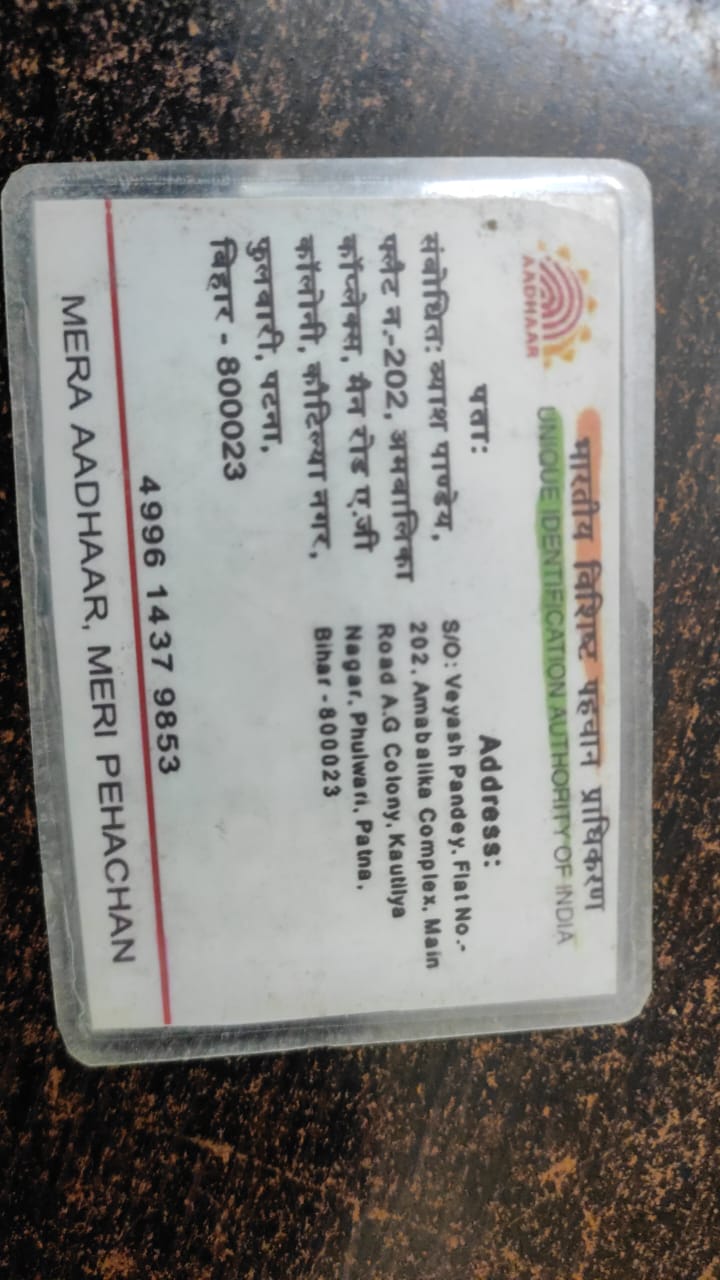 भारतीय विशिष्ट पहचान प्राधिकरण
UNIQUE IDENTIFICATION AUTHORITY OF INDIA
AADHAAR
पता:
संबोधित: ब्याश पाण्डेय,
फ्लैट न.-202, अमबालिका
कॉम्प्लेक्स, मैन रोड ए.जी
कॉलोनी, कौटिल्या नगर,
फुलवारी, पटना,
बिहार - 800023
Address:
S/O: Veyash Pandey, Flat No.-
202, Amabalika Complex, Main
Road A.G Colony, Kautilya
Nagar, Phulwari, Patna,
Bihar - 800023
4996 1437 9853
MERA AADHAAR, MERI PEHACHAN